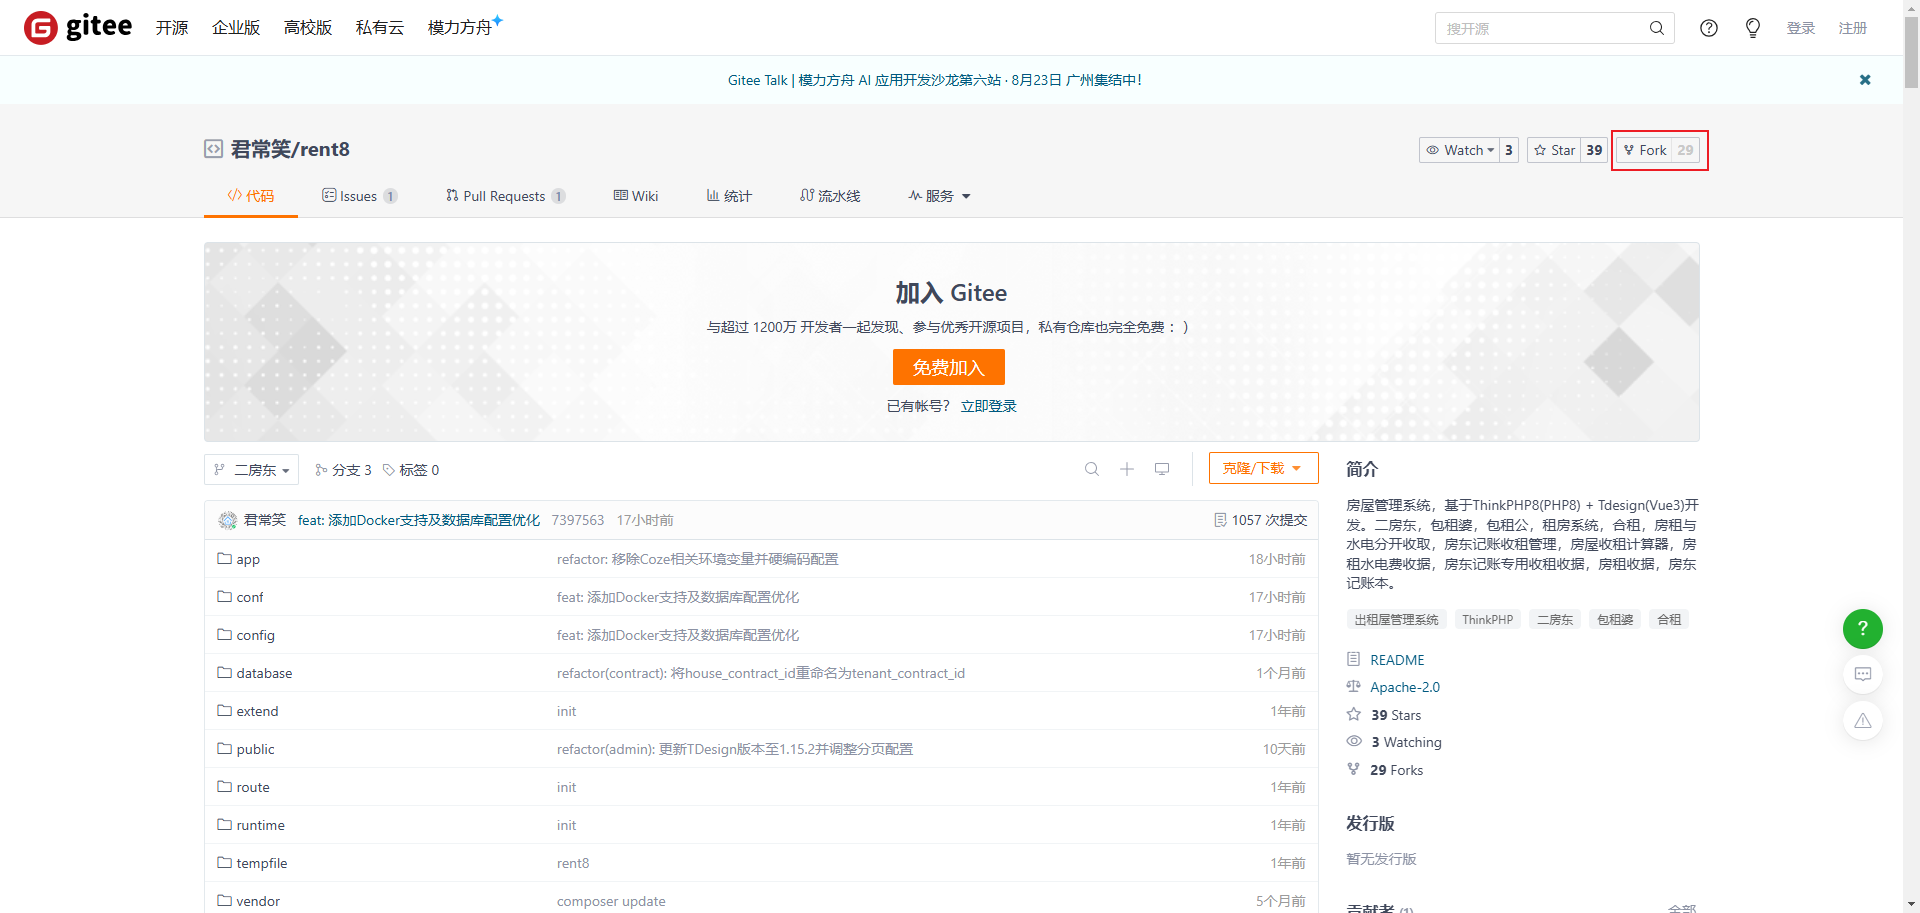 gitee 开源 企业版 高校版 私有云 模力方舟 搜开源 登录 注册
Gitee Talk | 模力方舟 AI 应用开发沙龙第六站 · 8月23日 广州集结中！
君常笑/rent8 Watch 3 Star 39 Fork 29
代码 Issues 1 Pull Requests 1 Wiki 统计 流水线 服务
加入 Gitee
与超过 1200万 开发者一起发现、参与优秀开源项目，私有仓库也完全免费 ：）
免费加入
已有帐号？ 立即登录
二房东 分支 3 标签 0 克隆/下载
君常笑 feat: 添加Docker支持及数据库配置优化 7397563 17小时前 1057 次提交
app refactor: 移除Coze相关环境变量并硬编码配置 18小时前
conf feat: 添加Docker支持及数据库配置优化 17小时前
config feat: 添加Docker支持及数据库配置优化 17小时前
database refactor(contract): 将house_contract_id重命名为tenant_contract_id 1个月前
extend init 1年前
public refactor(admin): 更新TDesign版本至1.15.2并调整分页配置 10天前
route init 1年前
runtime init 1年前
tempfile rent8 1年前
vendor composer update 5个月前
简介
房屋管理系统，基于ThinkPHP8(PHP8) + Tdesign(Vue3)开
发。二房东，包租婆，包租公，租房系统，合租，房租与
水电分开收取，房东记账收租管理，房屋收租计算器，房
租水电费收据，房东记账专用收租收据，房租收据，房东
记账本。
出租屋管理系统 ThinkPHP 二房东 包租婆 合租
README
Apache-2.0
39 Stars
3 Watching
29 Forks
发行版
暂无发行版
贡献者 (1) 全部
?